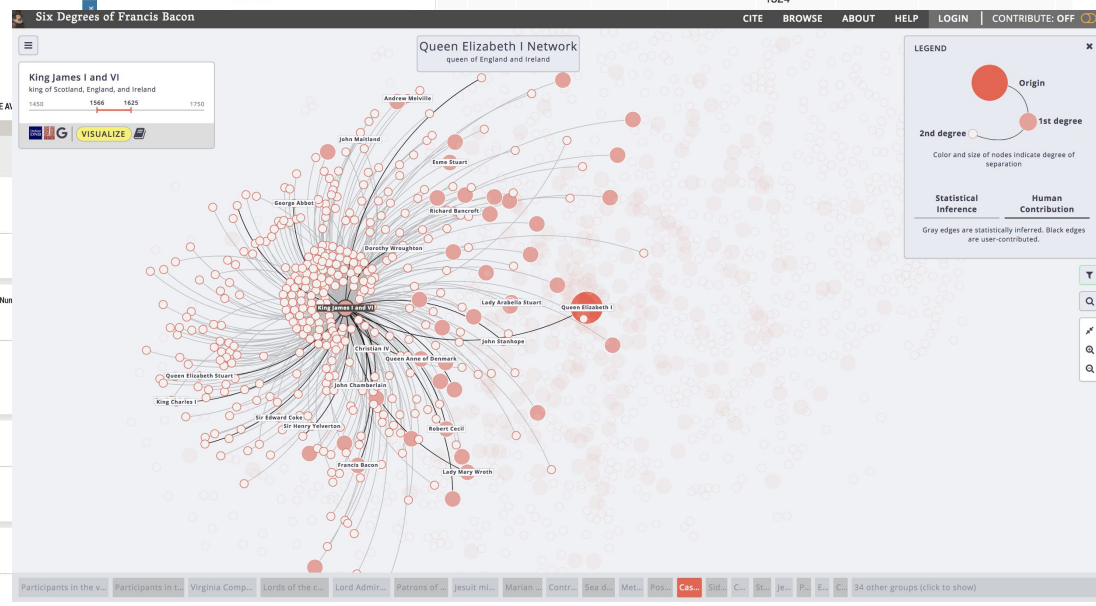 1824
Six Degrees of Francis Bacon
CITE BROWSE ABOUT HELP LOGIN CONTRIBUTE: OFF
Queen Elizabeth I Network
queen of England and Ireland
King James I and VI
king of Scotland, England, and Ireland
1450 1566 1625 1750
G VISUALIZE
LEGEND
Origin
1st degree
2nd degree
Color and size of nodes indicate degree of
separation
Statistical
Inference
Human
Contribution
Gray edges are statistically inferred. Black edges
are user-contributed.
Andrew Melville
John Maitland
Esme Stuart
George Abbot
Richard Bancroft
Dorothy Wroughton
Lady Arabella Stuart
Queen Elizabeth I
King James I and VI
John Stanhope
Christian IV
Queen Anne of Denmark
Queen Elizabeth Stuart
John Chamberlain
King Charles I
Sir Edward Coke
Sir Henry Yelverton
Robert Cecil
Francis Bacon
Lady Mary Wroth
Participants in the v... Participants in t... Virginia Comp... Lords of the c... Lord Admir... Patrons of ... Jesuit mi... Marian ... Contr... Sea d... Met... Pos... Cas... Sid... C... St... Je... P... E... C... 34 other groups (click to show)